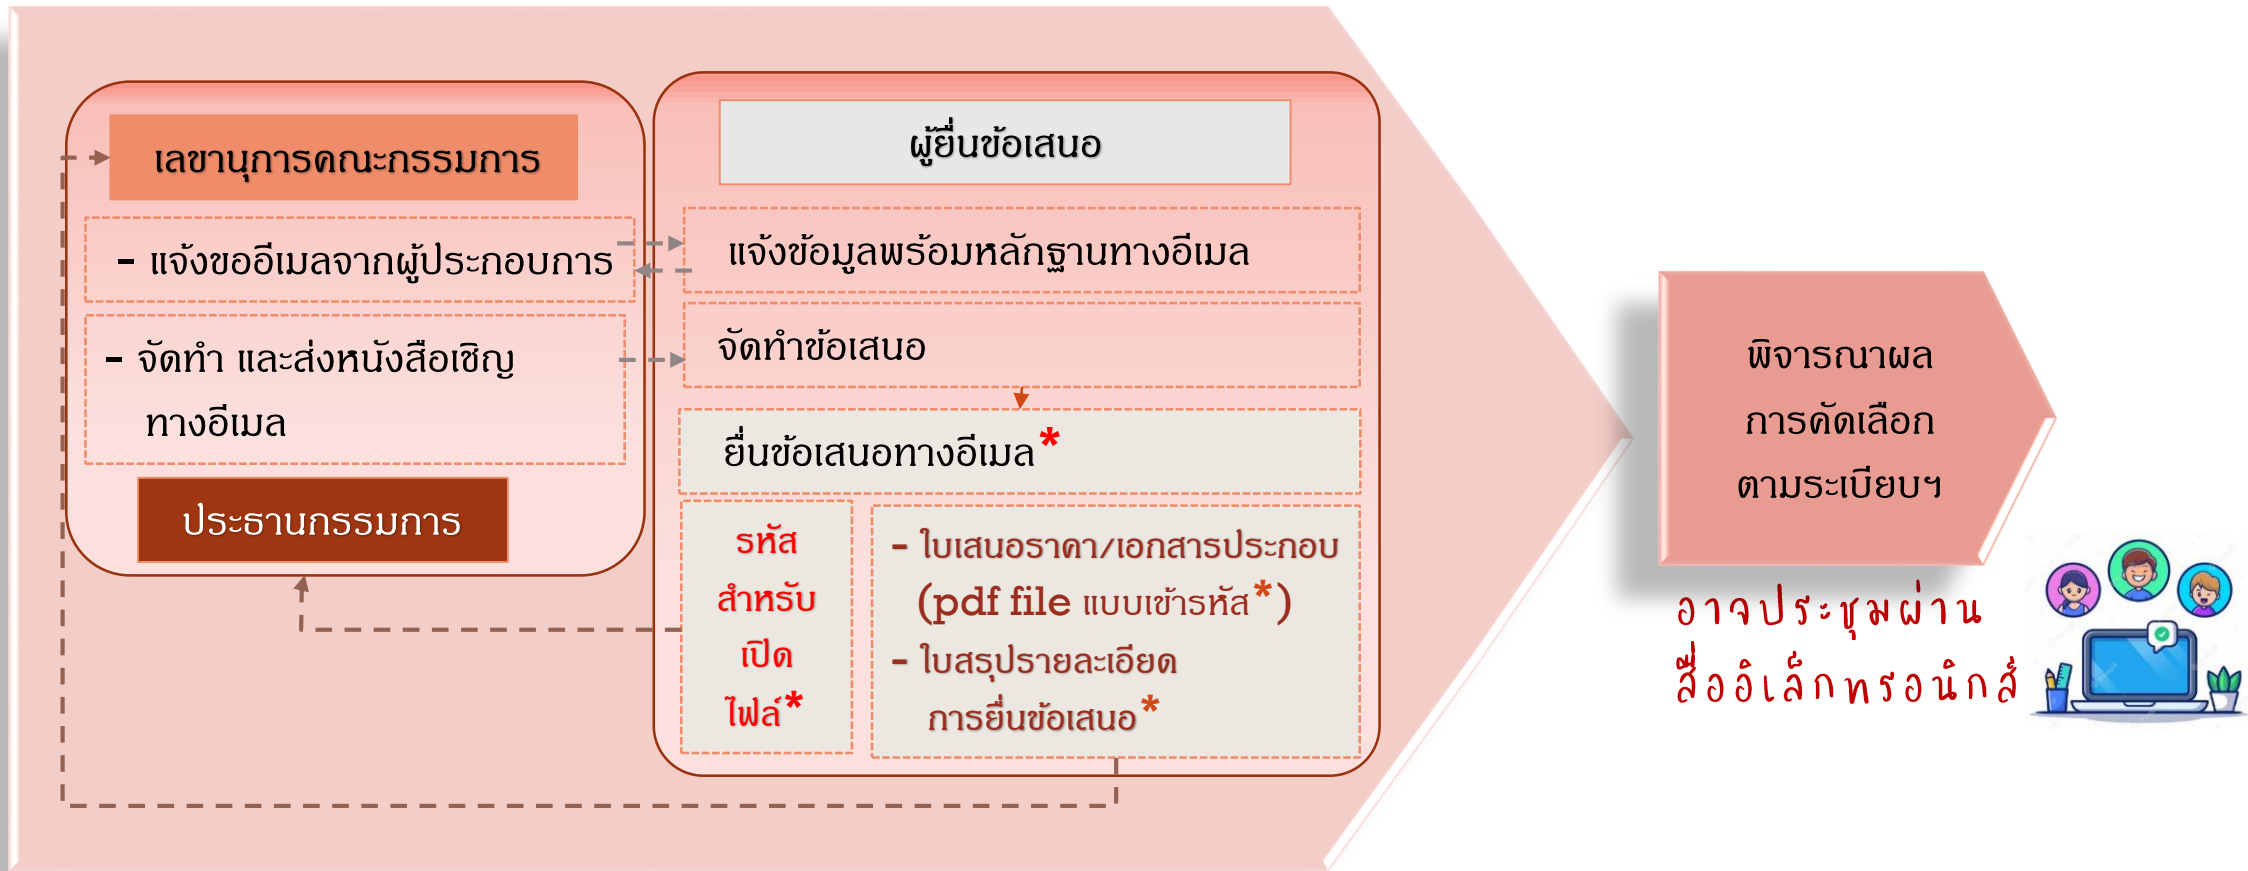 เลขานุการคณะกรรมการ
- แจ้งขออีเมลจากผู้ประกอบการ
- จัดทำ และส่งหนังสือเชิญ
ทางอีเมล
ประธานกรรมการ
ผู้ยื่นข้อเสนอ
แจ้งข้อมูลพร้อมหลักฐานทางอีเมล
จัดทำข้อเสนอ
ยื่นข้อเสนอทางอีเมล*
รหัส
สำหรับ
เปิด
ไฟล์*
- ใบเสนอราคา/เอกสารประกอบ
(pdf file แบบเข้ารหัส*)
- ใบสรุปรายละเอียด
การยื่นข้อเสนอ*
พิจารณาผล
การคัดเลือก
ตามระเบียบฯ
อาจประชุมผ่าน
สื่ออิเล็กทรอนิกส์